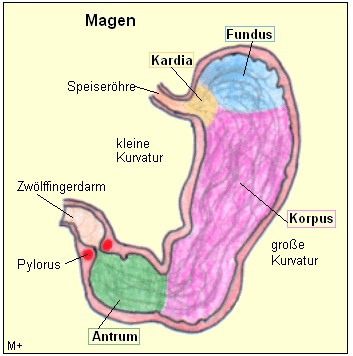 Magen
Fundus
Kardia
Speiseröhre
kleine
Kurvatur
Zwölffingerdarm
Korpus
große
Kurvatur
Pylorus
Antrum
M+